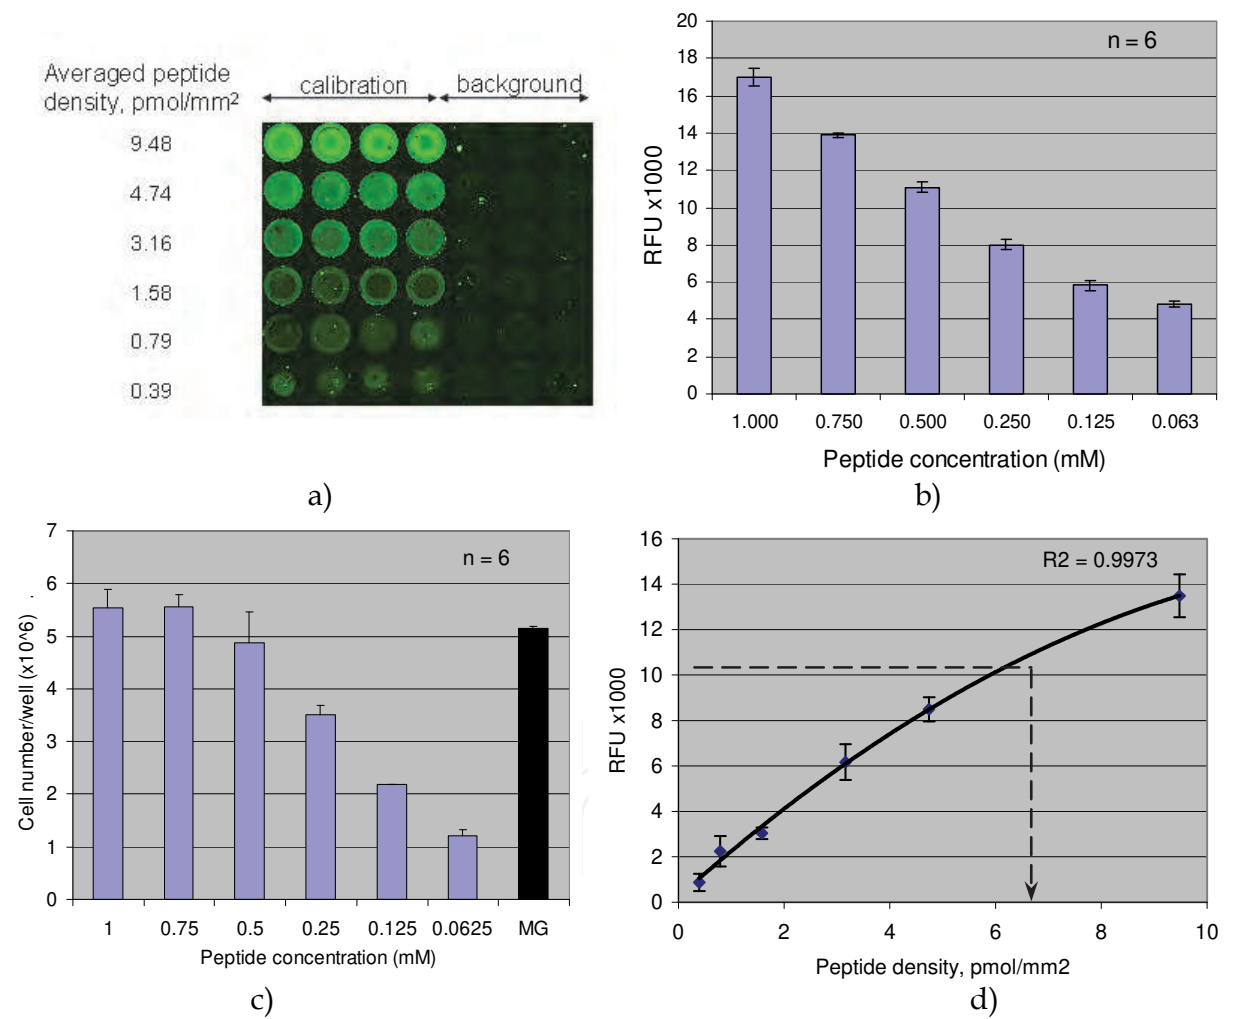 Averaged peptide
density, pmol/mm2
calibration
background
9.48
4.74
3.16
1.58
0.79
0.39
a)
20
18
16
14
12
10
8
6
4
2
0
RFU x1000
n = 6
1.000 0.750 0.500 0.250 0.125 0.063
Peptide concentration (mM)
b)
7
6
5
4
3
2
1
0
Cell number/well (x10^6) .
n = 6
1 0.75 0.5 0.25 0.125 0.0625 MG
Peptide concentration (mM)
c)
16
14
12
10
8
6
4
2
0
RFU x1000
R2 = 0.9973
0 2 4 6 8 10
Peptide density, pmol/mm2
d)